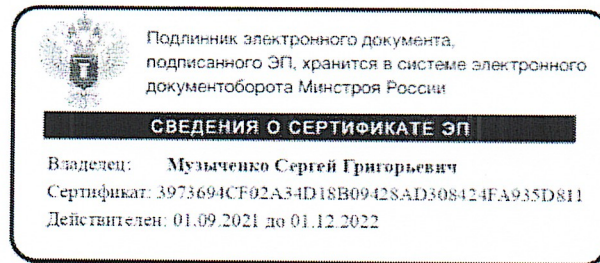 Подлинник электронного документа,
подписанного ЭП, хранится в системе электронного
документооборота Минстроя России
СВЕДЕНИЯ О СЕРТИФИКАТЕ ЭП
Владелец: Музыченко Сергей Григорьевич
Сертификат: 3973694CF02A34D18B09428AD308424FA935D811
Действителен: 01.09.2021 до 01.12.2022